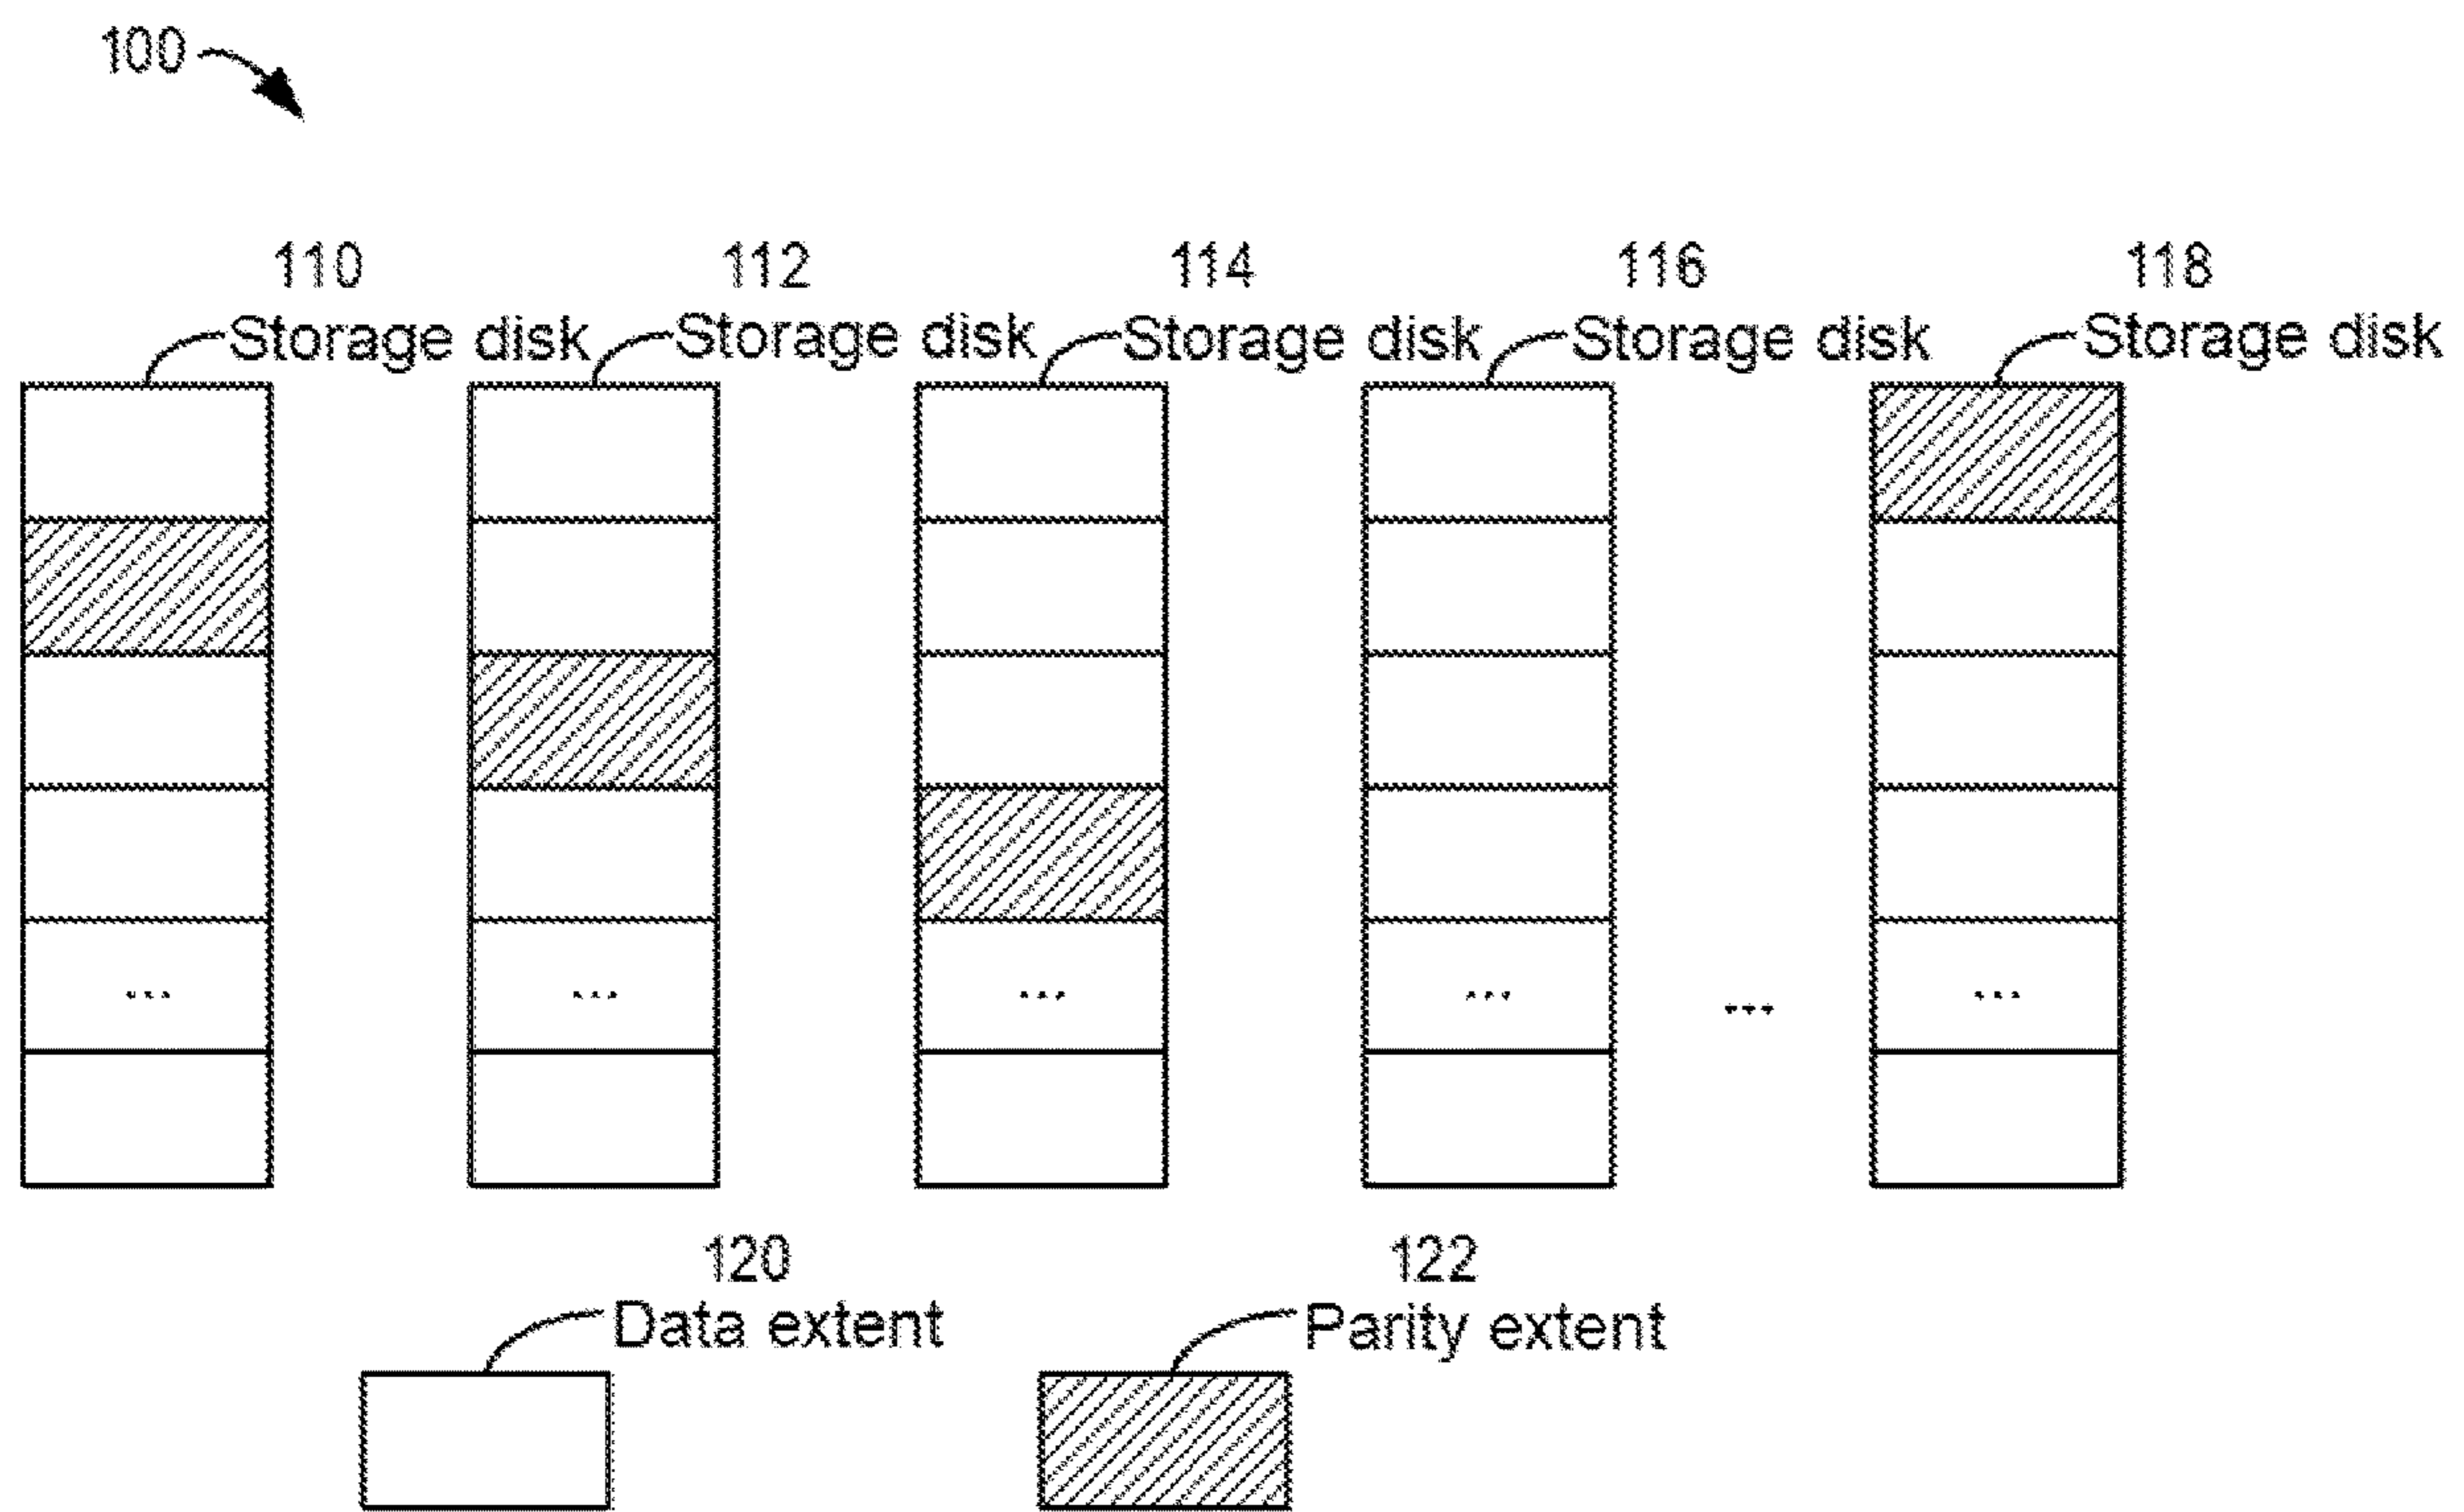 100
110 112 114 116 118
Storage disk Storage disk Storage disk Storage disk Storage disk
... ... ... ... ... ...
120 122
Data extent Parity extent